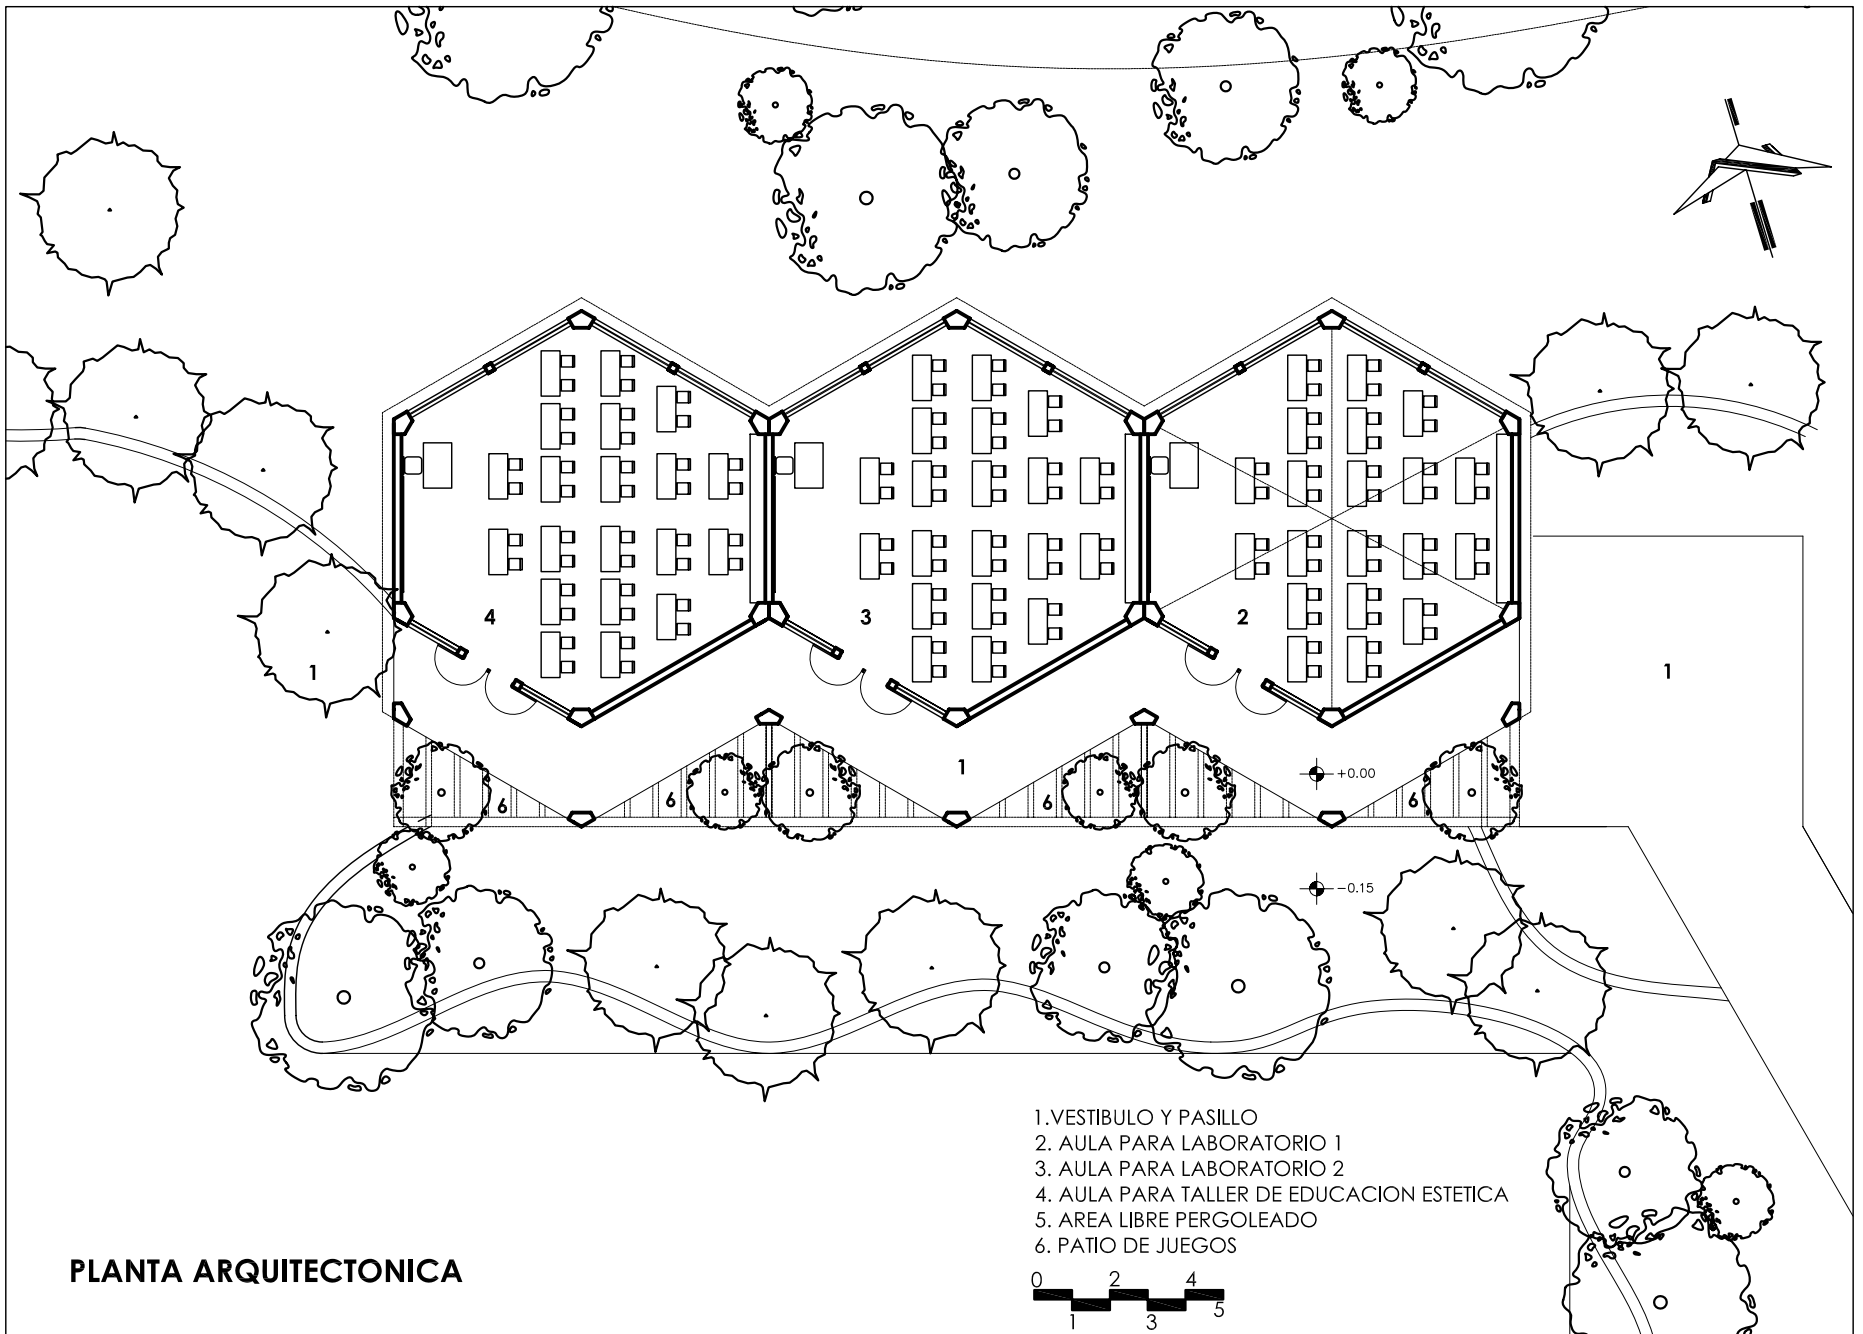 4
3
2
1
1
1
+0.00
6
6
6
6
-0.15
1.VESTIBULO Y PASILLO
2. AULA PARA LABORATORIO 1
3. AULA PARA LABORATORIO 2
4. AULA PARA TALLER DE EDUCACION ESTETICA
5. AREA LIBRE PERGOLEADO
6. PATIO DE JUEGOS
PLANTA ARQUITECTONICA
0 2 4
1 3 5